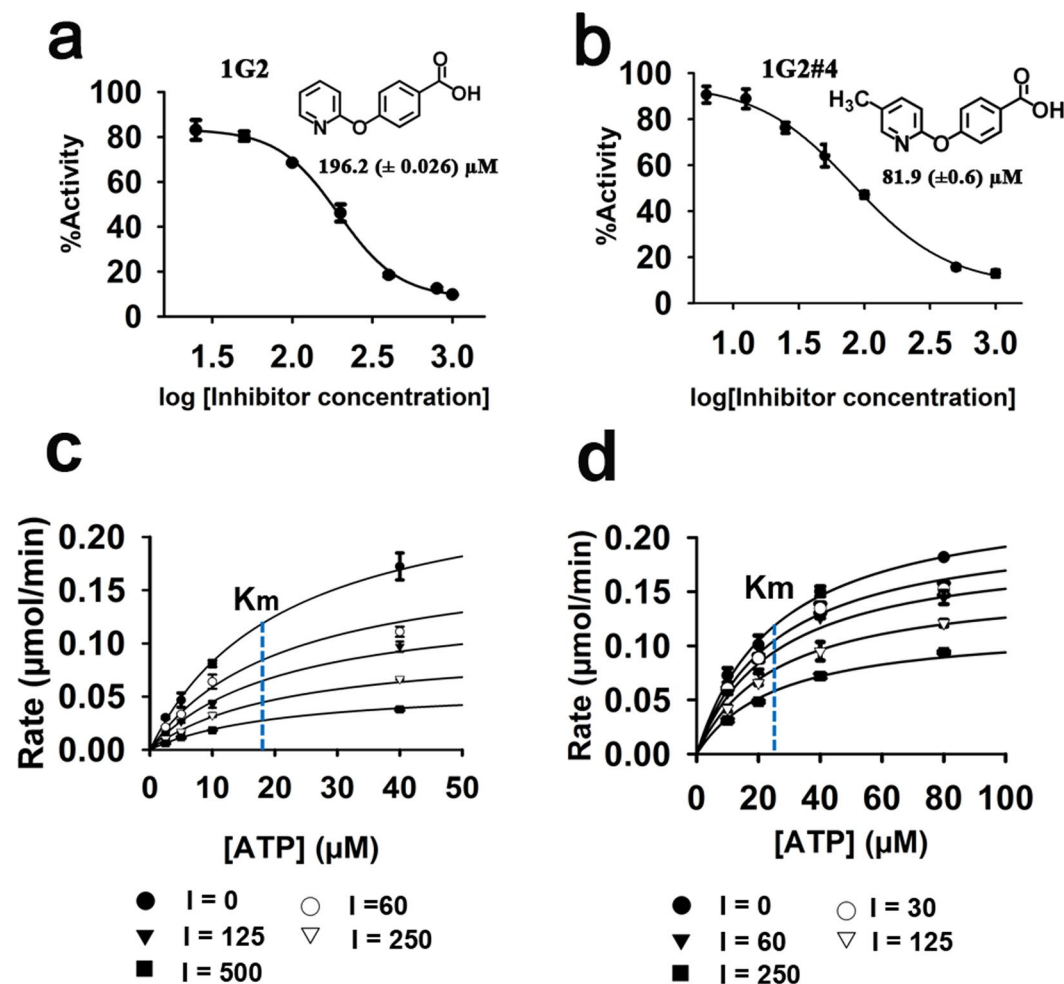 a
1G2
O
OH
N
O
196.2 (± 0.026) µM
%Activity
100
80
60
40
20
0
1.5 2.0 2.5 3.0
log [Inhibitor concentration]
b
1G2#4
O
OH
H3C
N
O
81.9 (±0.6) µM
%Activity
100
80
60
40
20
0
1.0 1.5 2.0 2.5 3.0
log[Inhibitor concentration]
c
Rate (µmol/min)
0.20
0.15
0.10
0.05
0.00
Km
0 10 20 30 40 50
[ATP] (µM)
I = 0 I =60
I = 125 I = 250
I = 500
d
Rate (µmol/min)
0.20
0.15
0.10
0.05
0.00
Km
0 20 40 60 80 100
[ATP] (µM)
I = 0 I = 30
I = 60 I = 125
I = 250